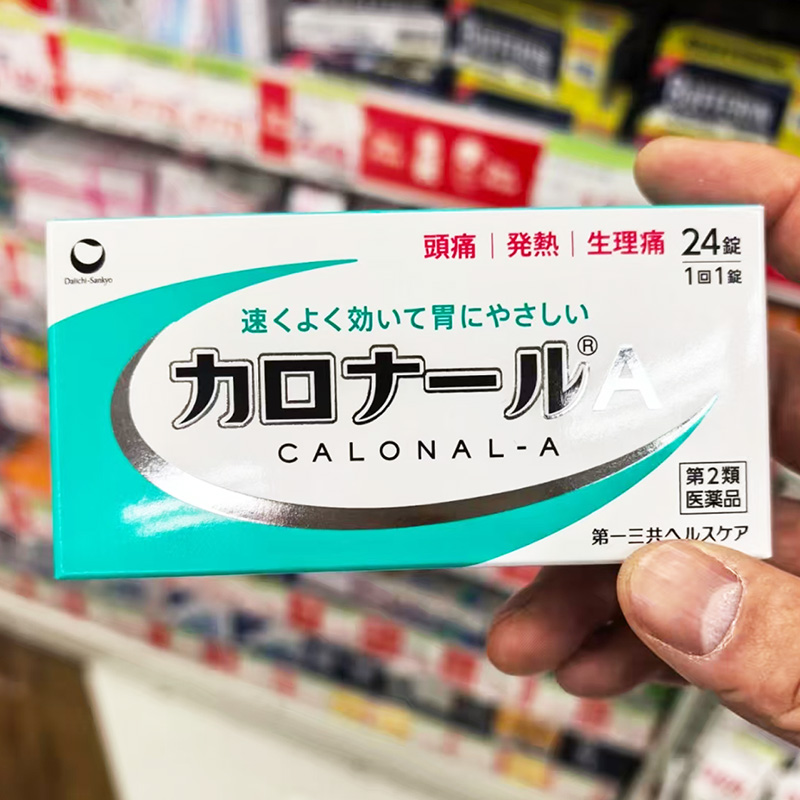 Daiichi-Sankyo
頭痛｜発熱｜生理痛
24錠
1回1錠
速くよく効いて胃にやさしい
カロナール®A
CALONAL-A
第2類
医薬品
第一三共ヘルスケア